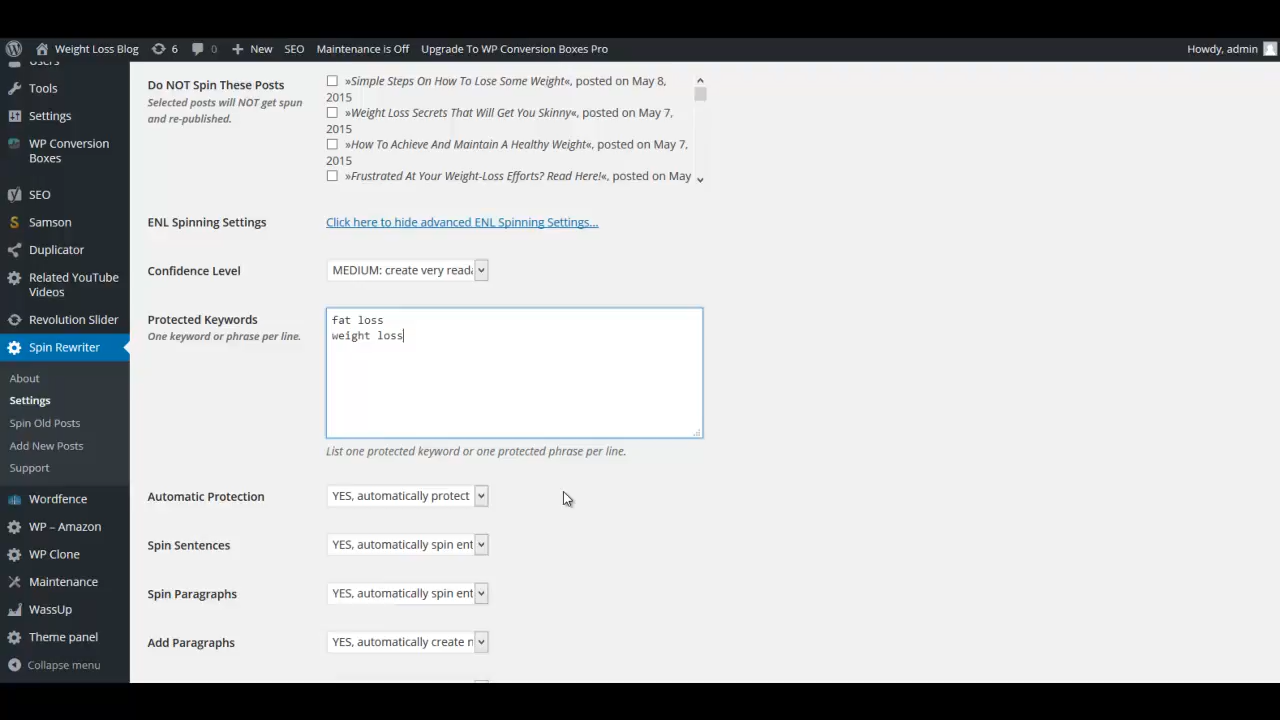 Weight Loss Blog 6 0 New SEO Maintenance is Off Upgrade To WP Conversion Boxes Pro Howdy, admin
Users
Tools
Settings
WP Conversion
Boxes
SEO
Samson
Duplicator
Related YouTube
Videos
Revolution Slider
Spin Rewriter
About
Settings
Spin Old Posts
Add New Posts
Support
Wordfence
WP – Amazon
WP Clone
Maintenance
WassUp
Theme panel
Collapse menu
Do NOT Spin These Posts
Selected posts will NOT get spun
and re-published.
»Simple Steps On How To Lose Some Weight«, posted on May 8,
2015
»Weight Loss Secrets That Will Get You Skinny«, posted on May 7,
2015
»How To Achieve And Maintain A Healthy Weight«, posted on May 7,
2015
»Frustrated At Your Weight-Loss Efforts? Read Here!«, posted on May
ENL Spinning Settings
Click here to hide advanced ENL Spinning Settings...
Confidence Level
MEDIUM: create very reada
Protected Keywords
One keyword or phrase per line.
fat loss
weight loss
List one protected keyword or one protected phrase per line.
Automatic Protection
YES, automatically protect
Spin Sentences
YES, automatically spin ent
Spin Paragraphs
YES, automatically spin ent
Add Paragraphs
YES, automatically create n